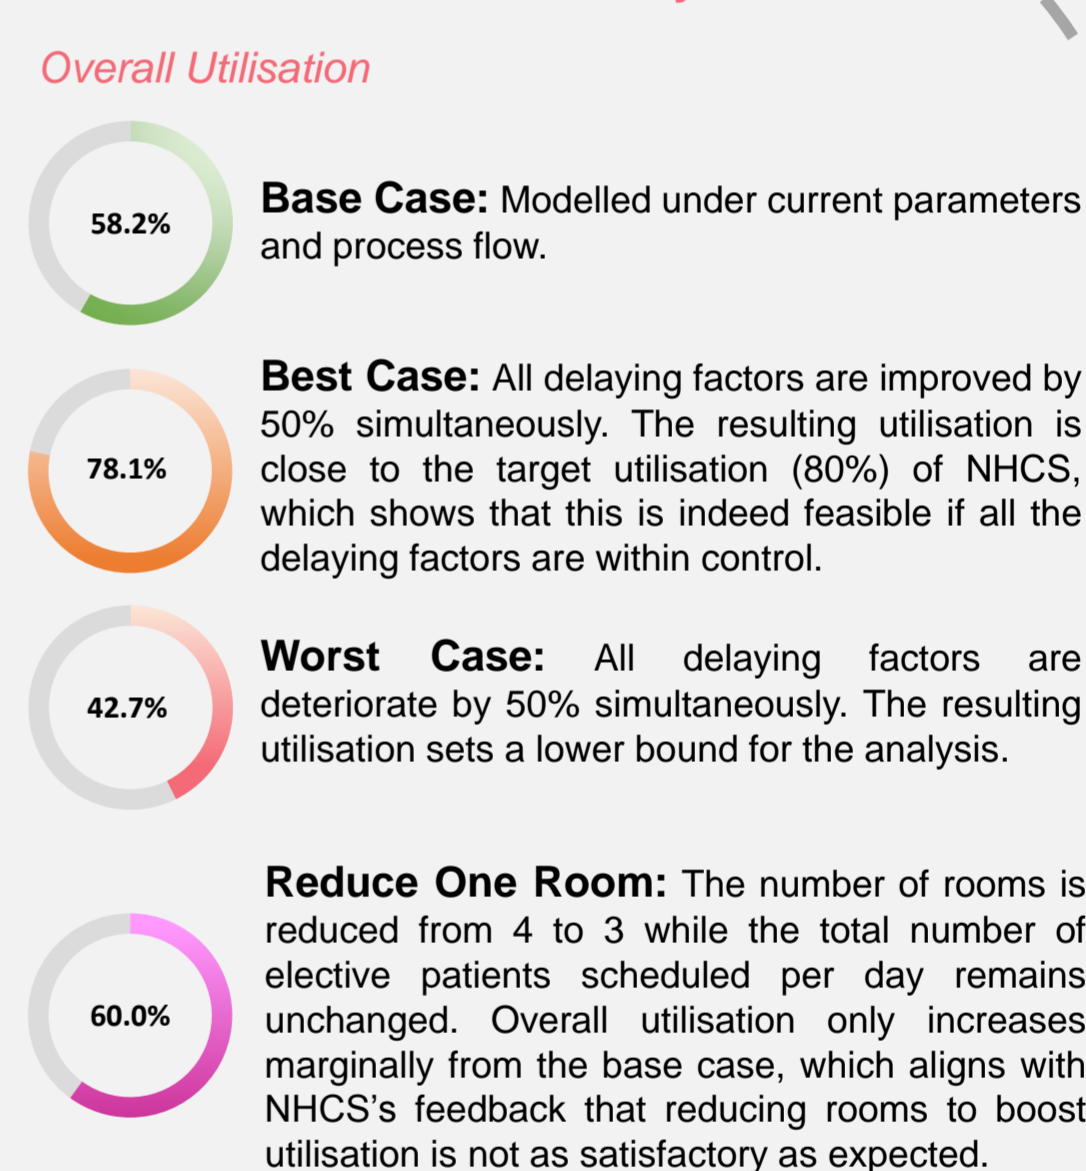 Overall Utilisation
58.2%
Base Case: Modelled under current parameters
and process flow.
78.1%
Best Case: All delaying factors are improved by
50% simultaneously. The resulting utilisation is
close to the target utilisation (80%) of NHCS,
which shows that this is indeed feasible if all the
delaying factors are within control.
42.7%
Worst Case: All delaying factors are
deteriorate by 50% simultaneously. The resulting
utilisation sets a lower bound for the analysis.
60.0%
Reduce One Room: The number of rooms is
reduced from 4 to 3 while the total number of
elective patients scheduled per day remains
unchanged. Overall utilisation only increases
marginally from the base case, which aligns with
NHCS's feedback that reducing rooms to boost
utilisation is not as satisfactory as expected.